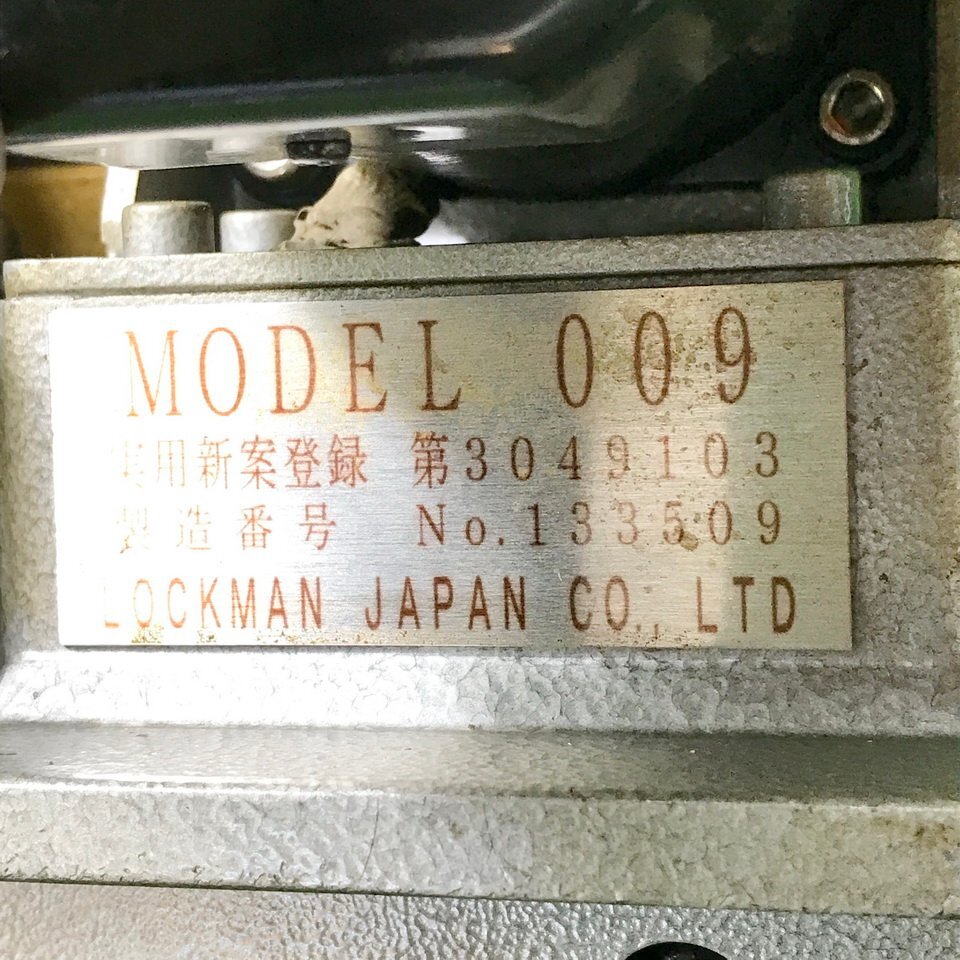 MODEL 009
実用新案登録 第3049103
製造番号 No.133509
LOCKMAN JAPAN CO., LTD